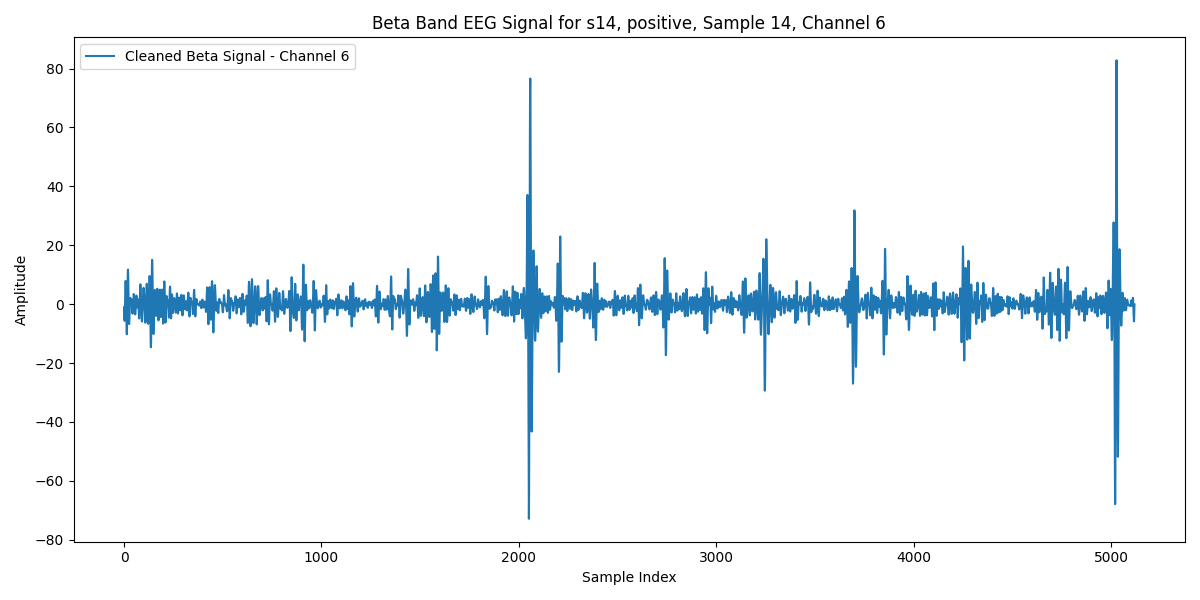 Beta Band EEG Signal for s14, positive, Sample 14, Channel 6
Cleaned Beta Signal - Channel 6
Amplitude
80
60
40
20
0
−20
−40
−60
−80
0 1000 2000 3000 4000 5000
Sample Index